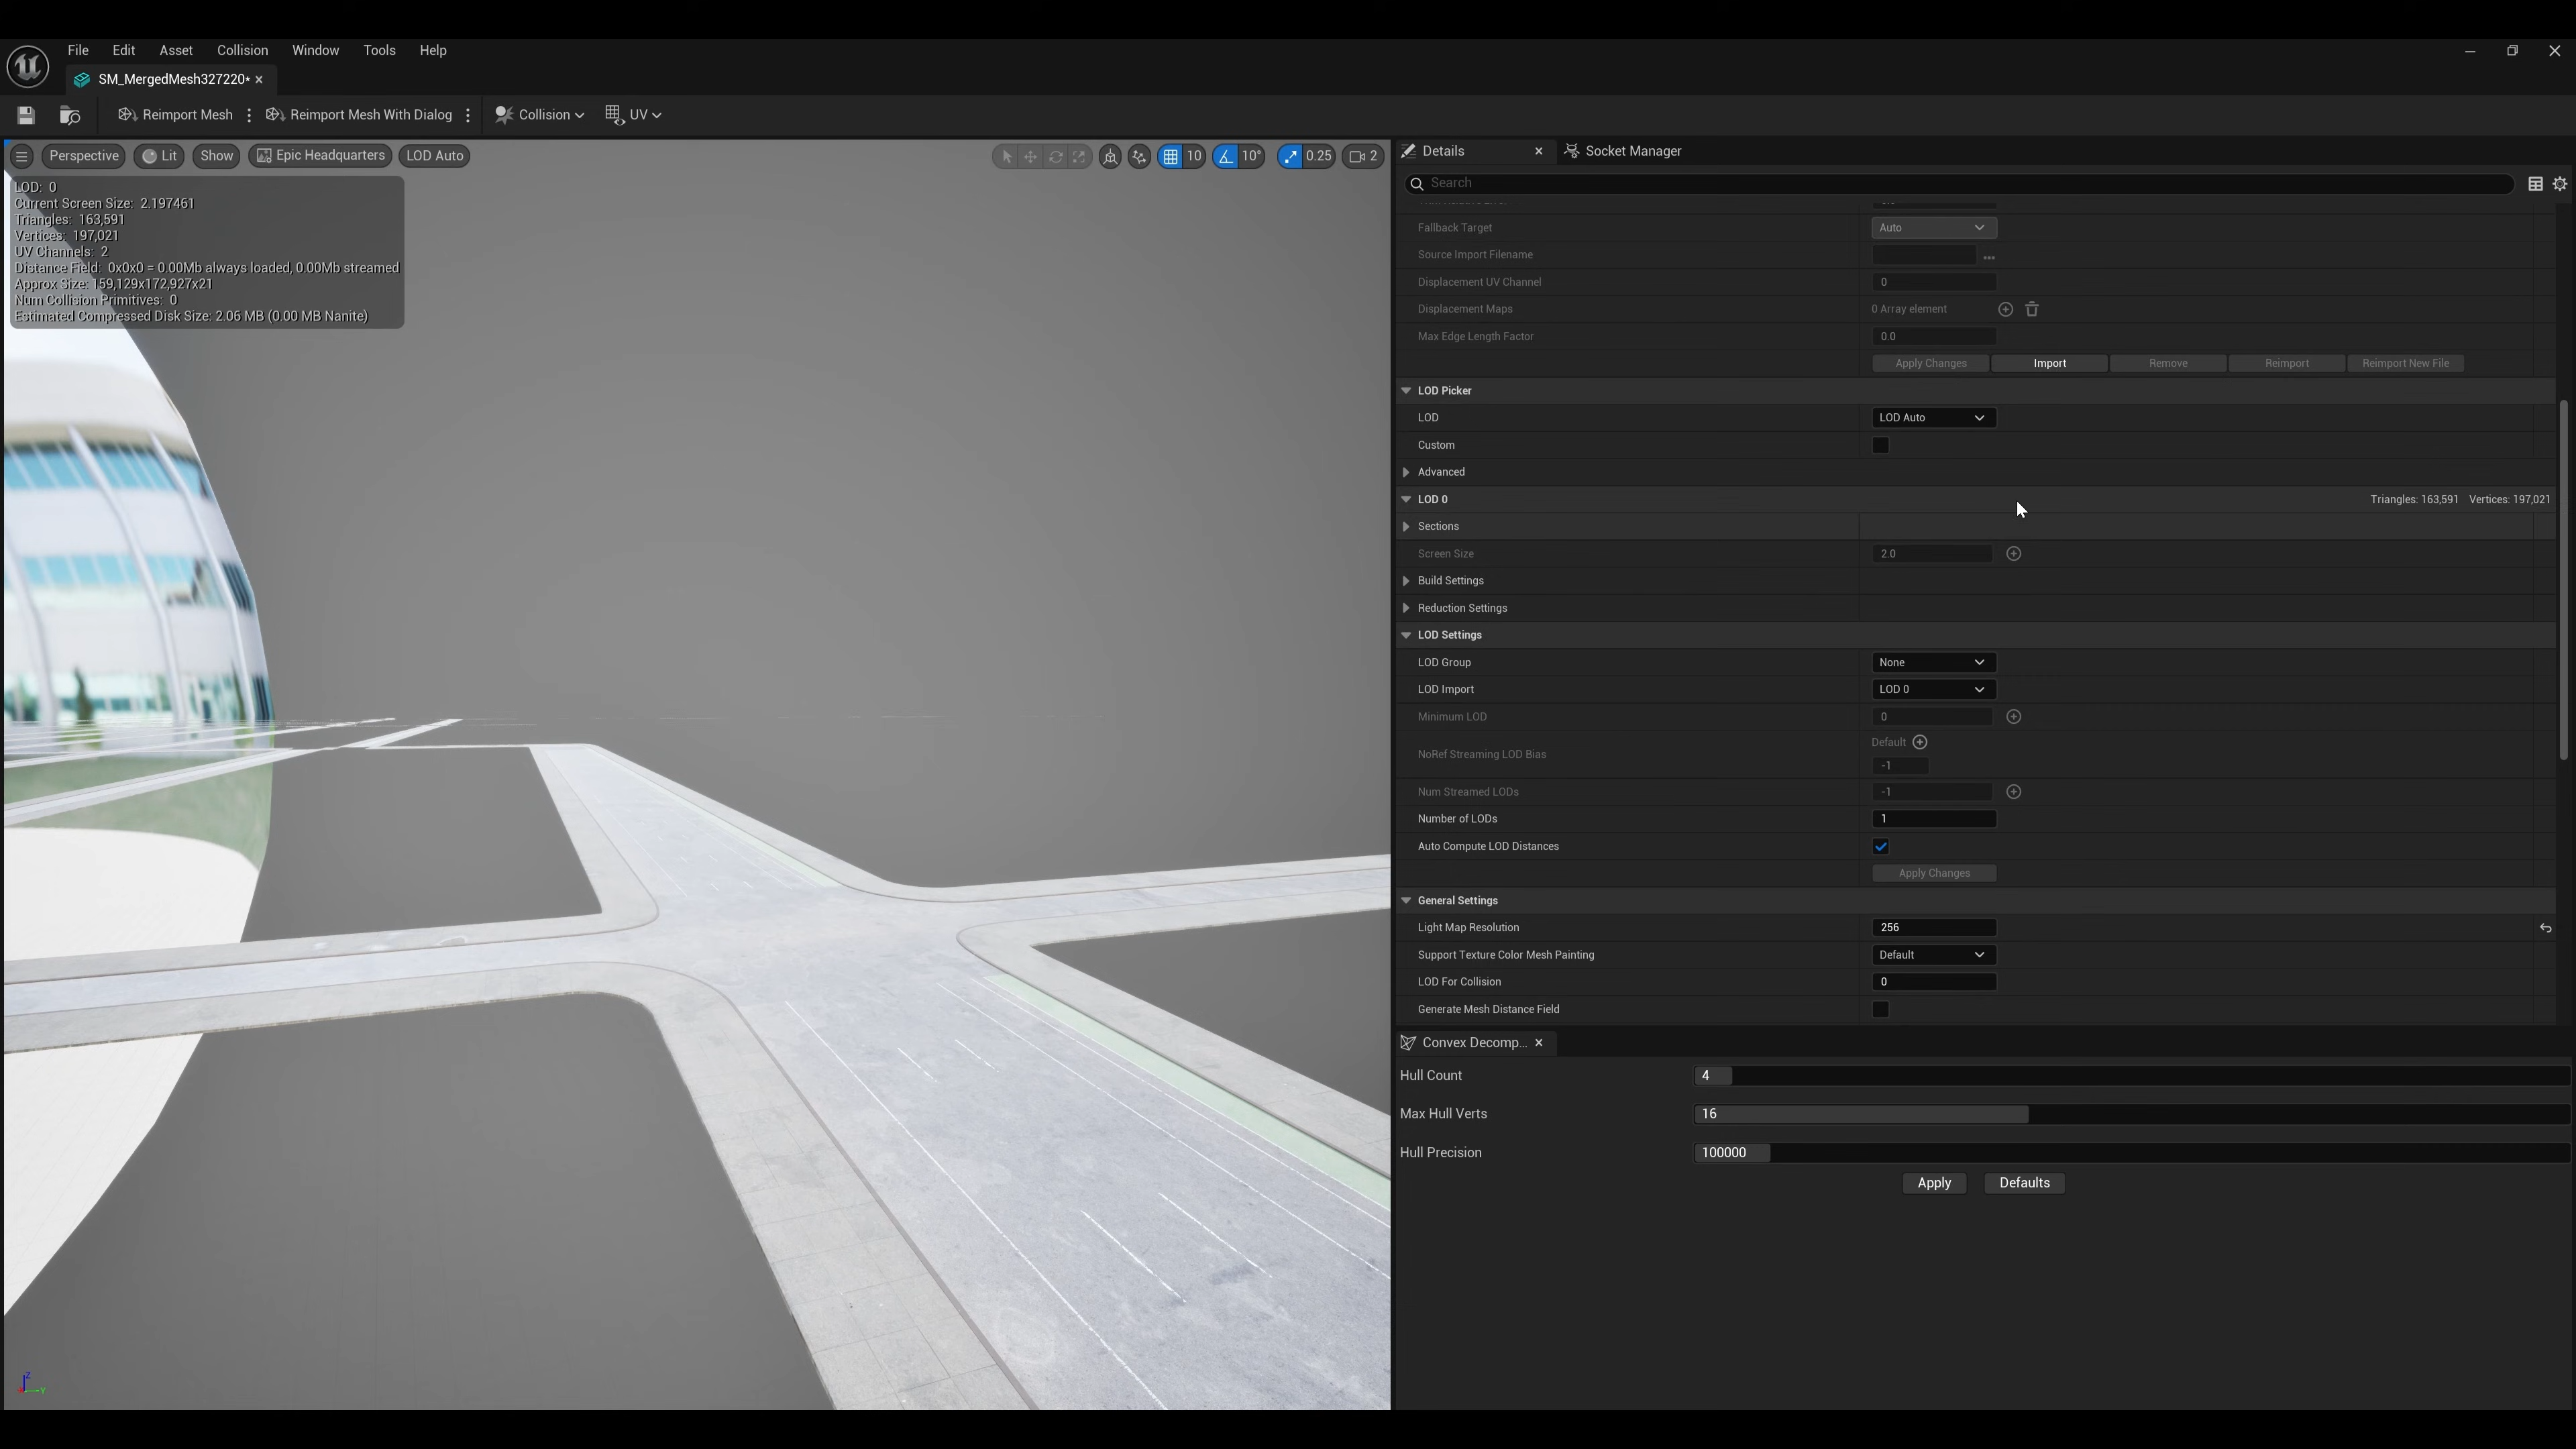 File Edit Asset Collision Window Tools Help
SM_MergedMesh327220*
Reimport Mesh Reimport Mesh With Dialog Collision UV
Perspective Lit Show Epic Headquarters LOD Auto 10 10° 0.25 2
LOD: 0
Current Screen Size: 2.197461
Triangles: 163,591
Vertices: 197,021
UV Channels: 2
Distance Field: 0x0x0 = 0.00Mb always loaded, 0.00Mb streamed
Approx Size: 159,129x172,927x21
Num Collision Primitives: 0
Estimated Compressed Disk Size: 2.06 MB (0.00 MB Nanite)
Z
Y
Details Socket Manager
Search
Fallback Target Auto
Source Import Filename ...
Displacement UV Channel 0
Displacement Maps 0 Array element
Max Edge Length Factor 0.0
Apply Changes Import Remove Reimport Reimport New File
LOD Picker
LOD LOD Auto
Custom
Advanced
LOD 0 Triangles: 163,591 Vertices: 197,021
Sections
Screen Size 2.0
Build Settings
Reduction Settings
LOD Settings
LOD Group None
LOD Import LOD 0
Minimum LOD 0
Default
NoRef Streaming LOD Bias
-1
Num Streamed LODs -1
Number of LODs 1
Auto Compute LOD Distances
Apply Changes
General Settings
Light Map Resolution 256
Support Texture Color Mesh Painting Default
LOD For Collision 0
Generate Mesh Distance Field
Convex Decomp...
Hull Count 4
Max Hull Verts 16
Hull Precision 100000
Apply Defaults